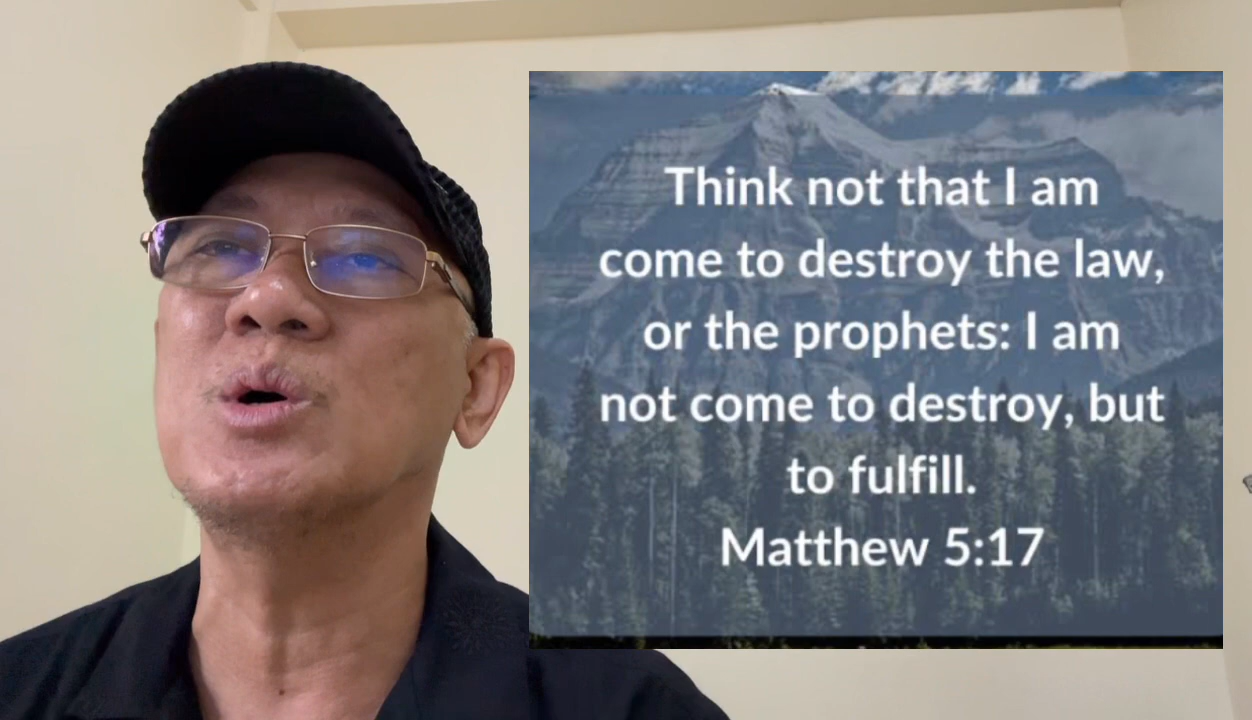 Think not that I am
come to destroy the law,
or the prophets: I am
not come to destroy, but
to fulfill.
Matthew 5:17